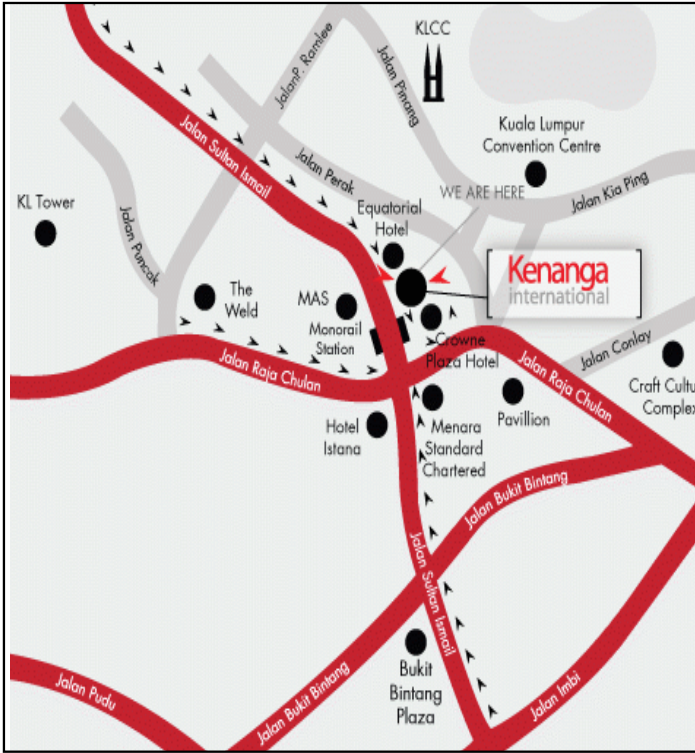 KLCC
Jalan P. Ramlee
Jalan Pinang
Kuala Lumpur
Convention Centre
Jalan Sultan Ismail
Jalan Perak
WE ARE HERE
Jalan Kia Ping
KL Tower
Equatorial
Hotel
Jalan Puncak
Kenanga
international
The
Weld
MAS
Monorail
Station
Crowne
Plaza Hotel
Jalan Raja Chulan
Jalan Raja Chulan
Jalan Conlay
Craft Cultu
Complex
Hotel
Istana
Menara
Standard
Chartered
Pavillion
Jalan Bukit Bintang
Jalan Sultan Ismail
Bukit
Bintang
Plaza
Jalan Pudu
Jalan Bukit Bintang
Jalan Imbi